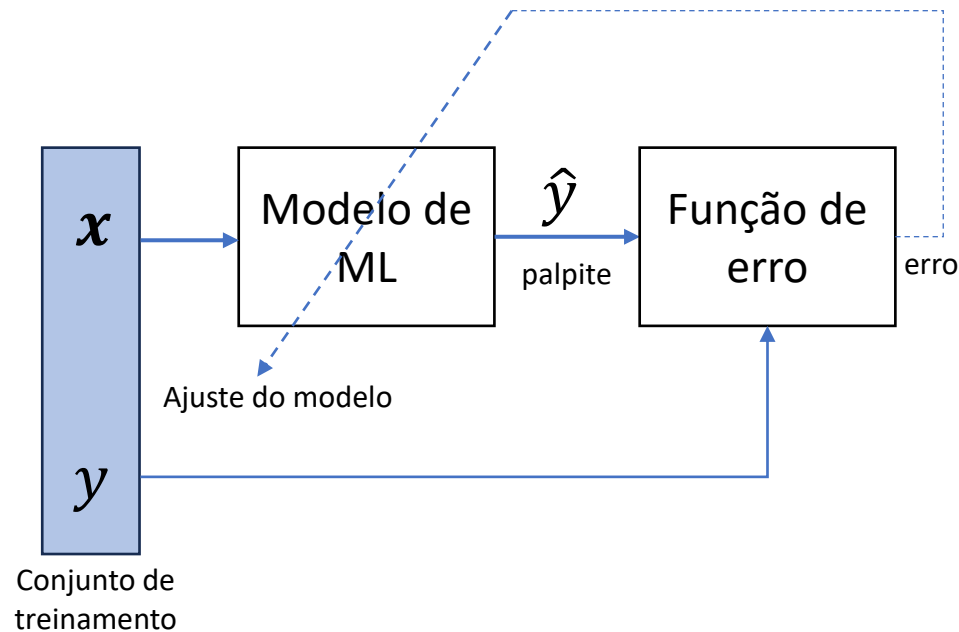 x
Modelo de
ML
ŷ
palpite
Função de
erro
erro
Ajuste do modelo
y
Conjunto de
treinamento